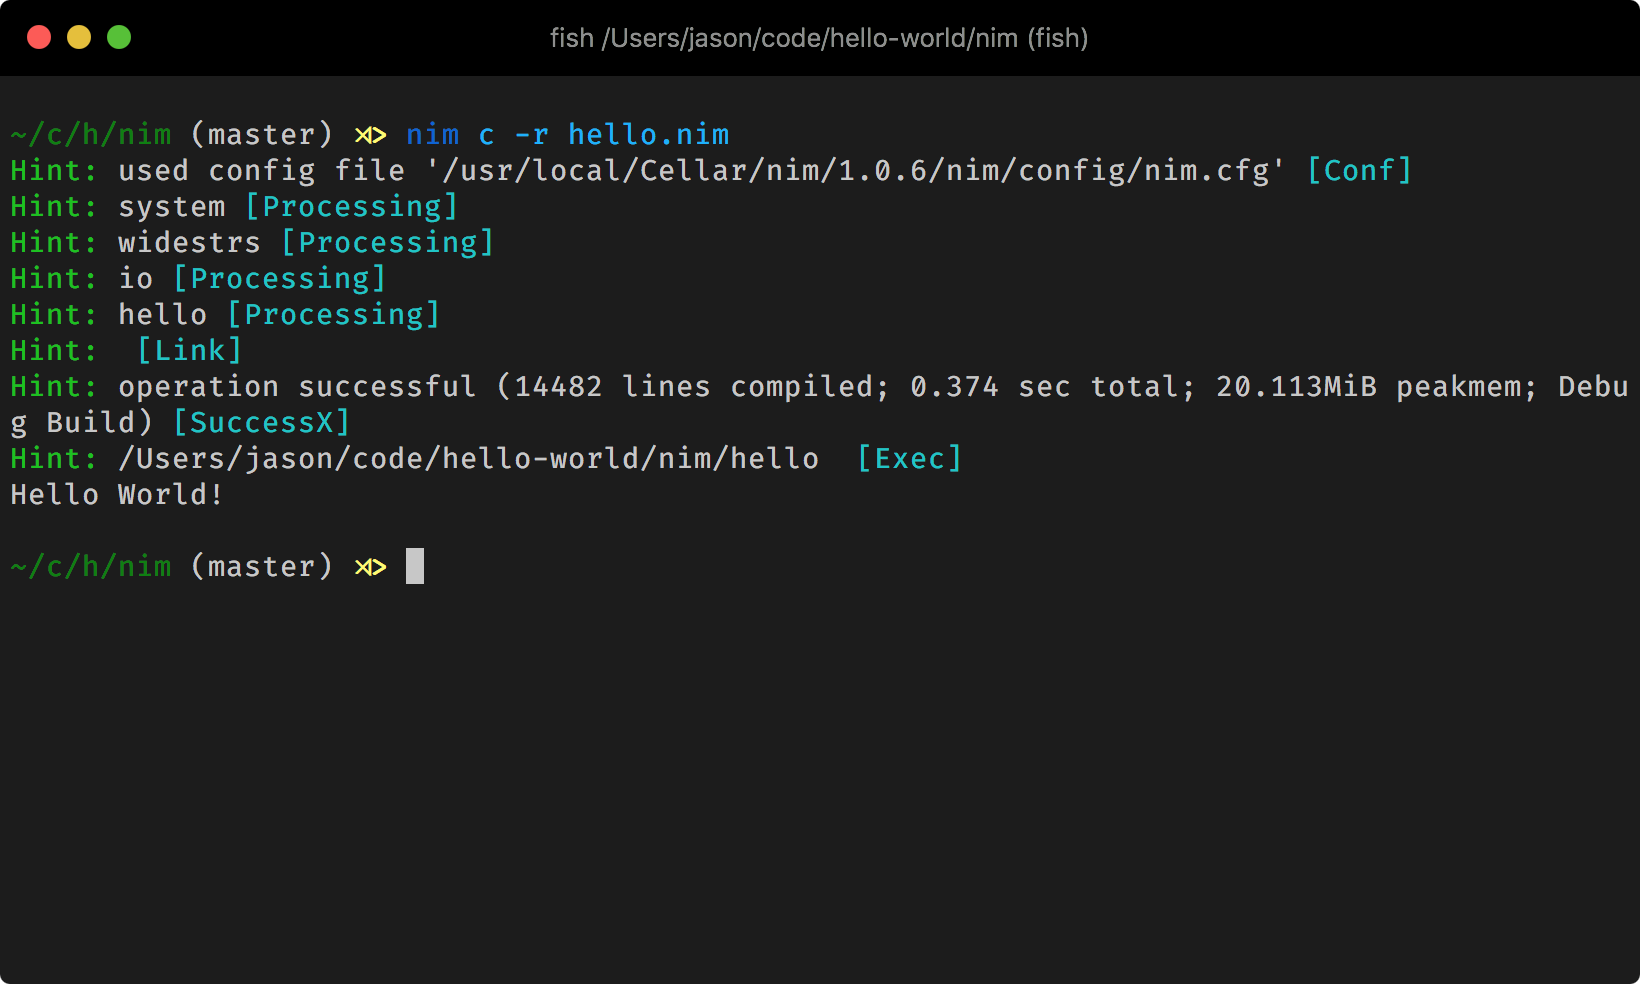 fish /Users/jason/code/hello-world/nim (fish)
~/c/h/nim (master) ⋊> nim c -r hello.nim
Hint: used config file '/usr/local/Cellar/nim/1.0.6/nim/config/nim.cfg' [Conf]
Hint: system [Processing]
Hint: widestrs [Processing]
Hint: io [Processing]
Hint: hello [Processing]
Hint:  [Link]
Hint: operation successful (14482 lines compiled; 0.374 sec total; 20.113MiB peakmem; Debu
g Build) [SuccessX]
Hint: /Users/jason/code/hello-world/nim/hello  [Exec]
Hello World!
~/c/h/nim (master) ⋊>